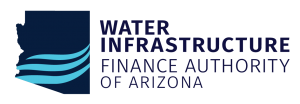 WATER
INFRASTRUCTURE
FINANCE AUTHORITY
OF ARIZONA